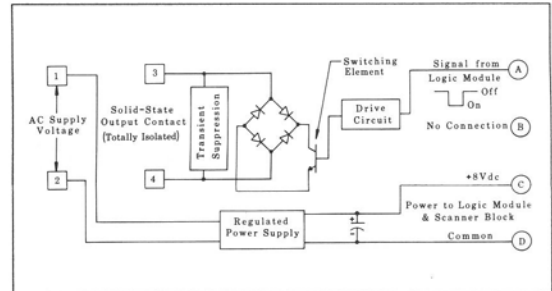 Switching
Element
Signal from
Logic Module
A
Off
On
1
3
AC Supply
Voltage
Solid-State
Output Contact
(Totally Isolated)
Transient
Suppression
Drive
Circuit
No Connection
B
2
4
+8Vdc
C
Regulated
Power Supply
+
-
Power to Logic Module
& Scanner Block
Common
D